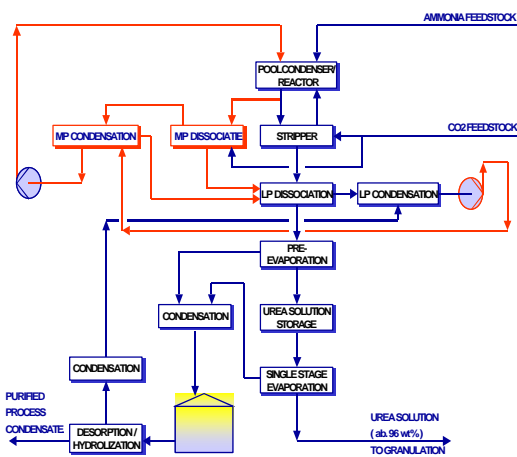 AMMONIA FEEDSTOCK
POOLCONDENSER/
REACTOR
CO2 FEEDSTOCK
MP CONDENSATION
MP DISSOCIATIE
STRIPPER
LP DISSOCIATION
LP CONDENSATION
PRE-
EVAPORATION
CONDENSATION
UREA SOLUTION
STORAGE
CONDENSATION
SINGLE STAGE
EVAPORATION
PURIFIED
PROCESS
CONDENSATE.
DESORPTION /
HYDROLIZATION
UREA SOLUTION
( ab. 96 wt%)
TO GRANULATION